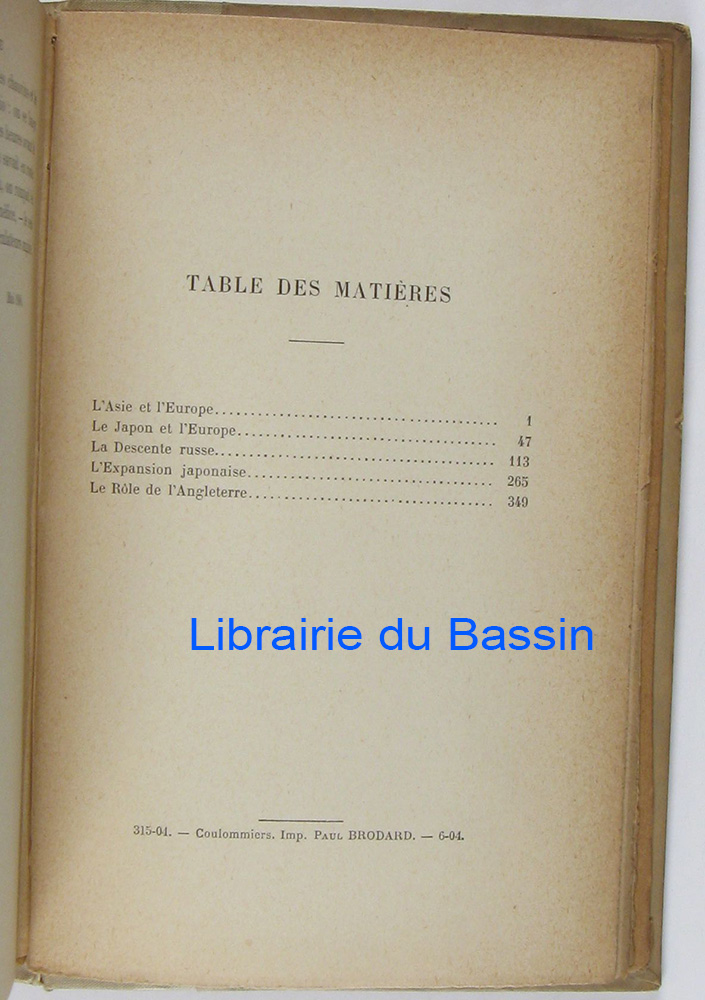 TABLE DES MATIÈRES
L'Asie et l'Europe........................................ 1
Le Japon et l'Europe..................................... 47
La Descente russe........................................ 113
L'Expansion japonaise................................... 265
Le Rôle de l'Angleterre................................... 349
Librairie du Bassin
315-04. — Coulommiers. Imp. PAUL BRODARD. — 6-04.